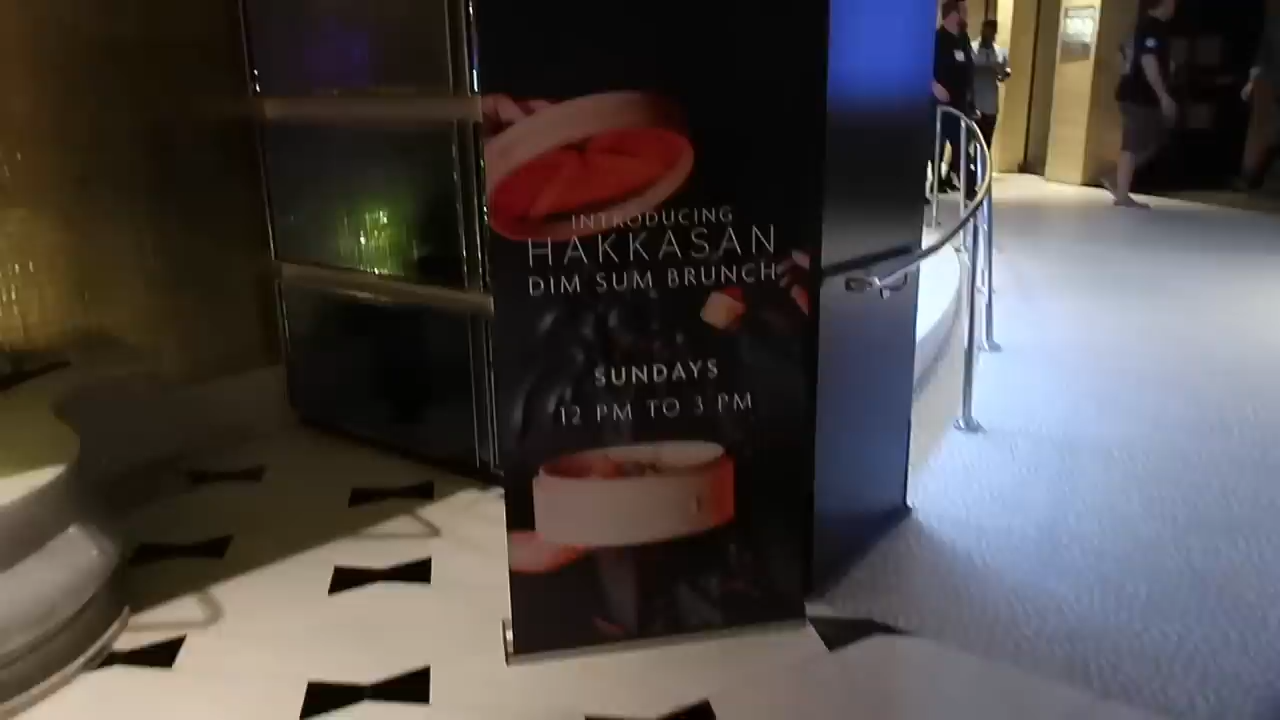 INTRODUCING
HAKKASAN
DIM SUM BRUNCH
SUNDAYS
12 PM TO 3 PM